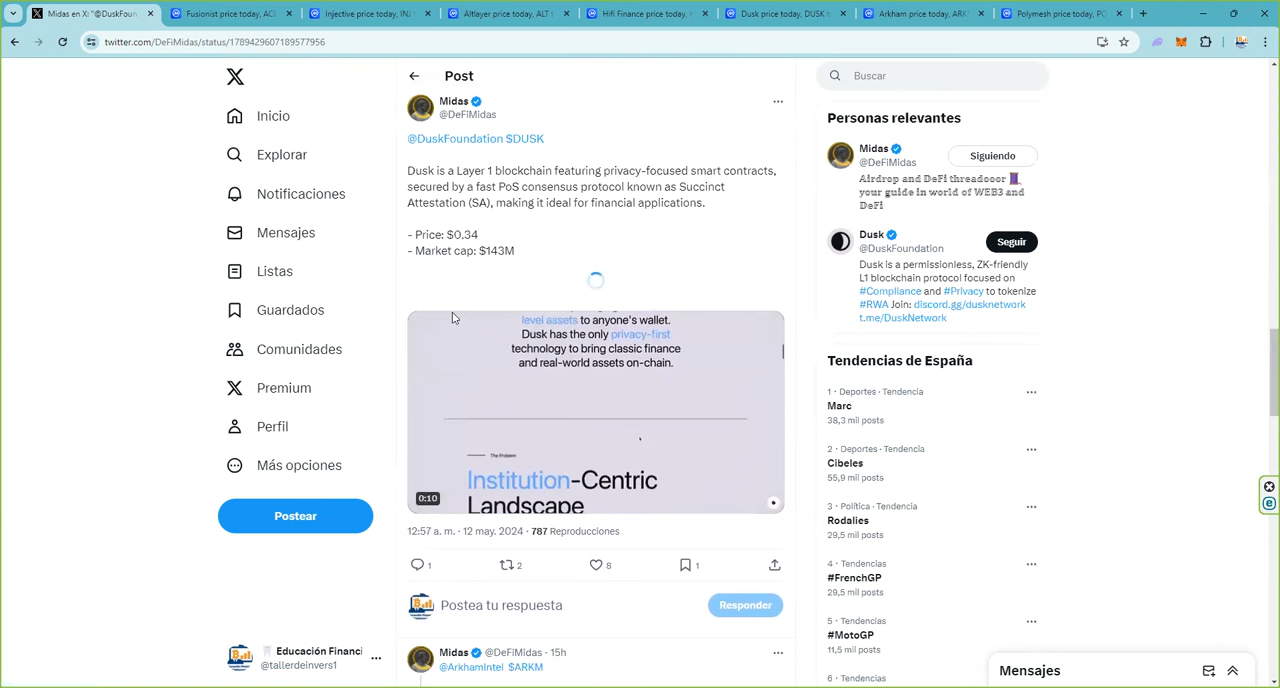 Midas en X: "@DuskFoun
Fusionist price today, ACE
Injective price today, INJ t
Altlayer price today, ALT t
Hifi Finance price today,
Dusk price today, DUSK t
Arkham price today, ARK
Polymesh price today, PO
twitter.com/DeFiMidas/status/1789429607189577956
Inicio
Explorar
Notificaciones
Mensajes
Listas
Guardados
Comunidades
Premium
Perfil
Más opciones
Postear
Educación Financi
@tallerdeinvers1
Post
Midas
@DeFiMidas
@DuskFoundation $DUSK
Dusk is a Layer 1 blockchain featuring privacy-focused smart contracts,
secured by a fast PoS consensus protocol known as Succinct
Attestation (SA), making it ideal for financial applications.
- Price: $0.34
- Market cap: $143M
level assets to anyone's wallet.
Dusk has the only privacy-first
technology to bring classic finance
and real-world assets on-chain.
The Problem
Institution-Centric
Landscape
0:10
12:57 a. m. · 12 may. 2024 · 787 Reproducciones
1 2 8 1
Postea tu respuesta
Responder
Midas @DeFiMidas · 15h
@ArkhamIntel $ARKM
Buscar
Personas relevantes
Midas
@DeFiMidas
Siguiendo
Airdrop and DeFi threadooor
your guide in world of WEB3 and
DeFi
Dusk
@DuskFoundation
Seguir
Dusk is a permissionless, ZK-friendly
L1 blockchain protocol focused on
#Compliance and #Privacy to tokenize
#RWA Join: discord.gg/dusknetwork
t.me/DuskNetwork
Tendencias de España
1 · Deportes · Tendencia
Marc
38,3 mil posts
2 · Deportes · Tendencia
Cibeles
55,9 mil posts
3 · Política · Tendencia
Rodalies
29,5 mil posts
4 · Tendencias
#FrenchGP
29,5 mil posts
5 · Tendencias
#MotoGP
11,5 mil posts
6 · Tendencias
Mensajes